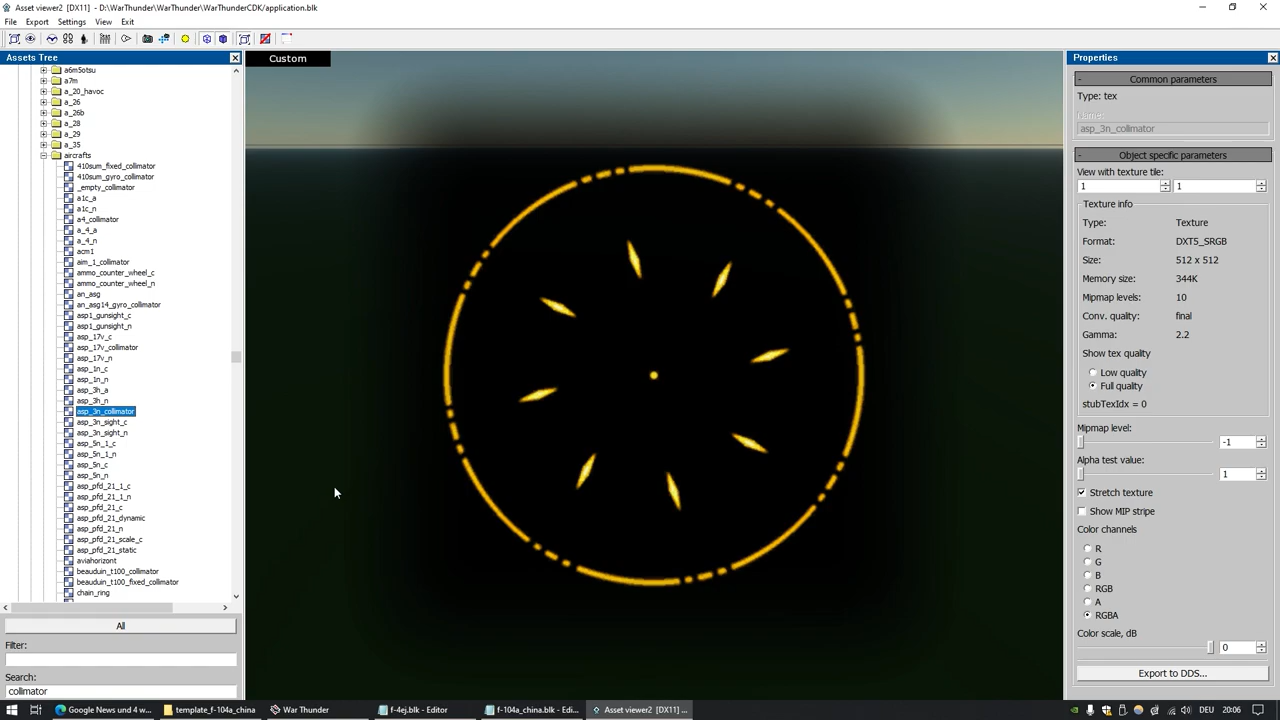 Asset viewer2 [DX11] - D:\WarThunder\WarThunder\WarThunderCDK/application.blk
File Export Settings View Exit
Assets Tree
Custom
Properties
a6m5otsu
a7m
a_20_havoc
a_26
a_26b
a_28
a_29
a_35
aircrafts
410sum_fixed_collimator
410sum_gyro_collimator
_empty_collimator
a1c_a
a1c_n
a4_collimator
a_4_a
a_4_n
acm1
aim_1_collimator
ammo_counter_wheel_c
ammo_counter_wheel_n
an_asg
an_asg14_gyro_collimator
asp1_gunsight_c
asp1_gunsight_n
asp_17v_c
asp_17v_collimator
asp_17v_n
asp_1n_c
asp_1n_n
asp_3h_a
asp_3h_n
asp_3n_collimator
asp_3n_sight_c
asp_3n_sight_n
asp_5n_1_c
asp_5n_1_n
asp_5n_c
asp_5n_n
asp_pfd_21_1_c
asp_pfd_21_1_n
asp_pfd_21_c
asp_pfd_21_dynamic
asp_pfd_21_n
asp_pfd_21_scale_c
asp_pfd_21_static
aviahorizont
beauduin_t100_collimator
beauduin_t100_fixed_collimator
chain_ring
All
Filter:
Search:
collimator
- Common parameters
Type: tex
Name:
asp_3n_collimator
- Object specific parameters
View with texture tile:
1 1
Texture info
Type: Texture
Format: DXT5_SRGB
Size: 512 x 512
Memory size: 344K
Mipmap levels: 10
Conv. quality: final
Gamma: 2.2
Show tex quality
Low quality
Full quality
stubTexIdx = 0
Mipmap level:
-1
Alpha test value:
1
Stretch texture
Show MIP stripe
Color channels
R
G
B
RGB
A
RGBA
Color scale, dB
0
Export to DDS...
Google News und 4 w...
template_f-104a_china
War Thunder
f-4ej.blk - Editor
f-104a_china.blk - Edi...
Asset viewer2 [DX11] ...
DEU 20:06